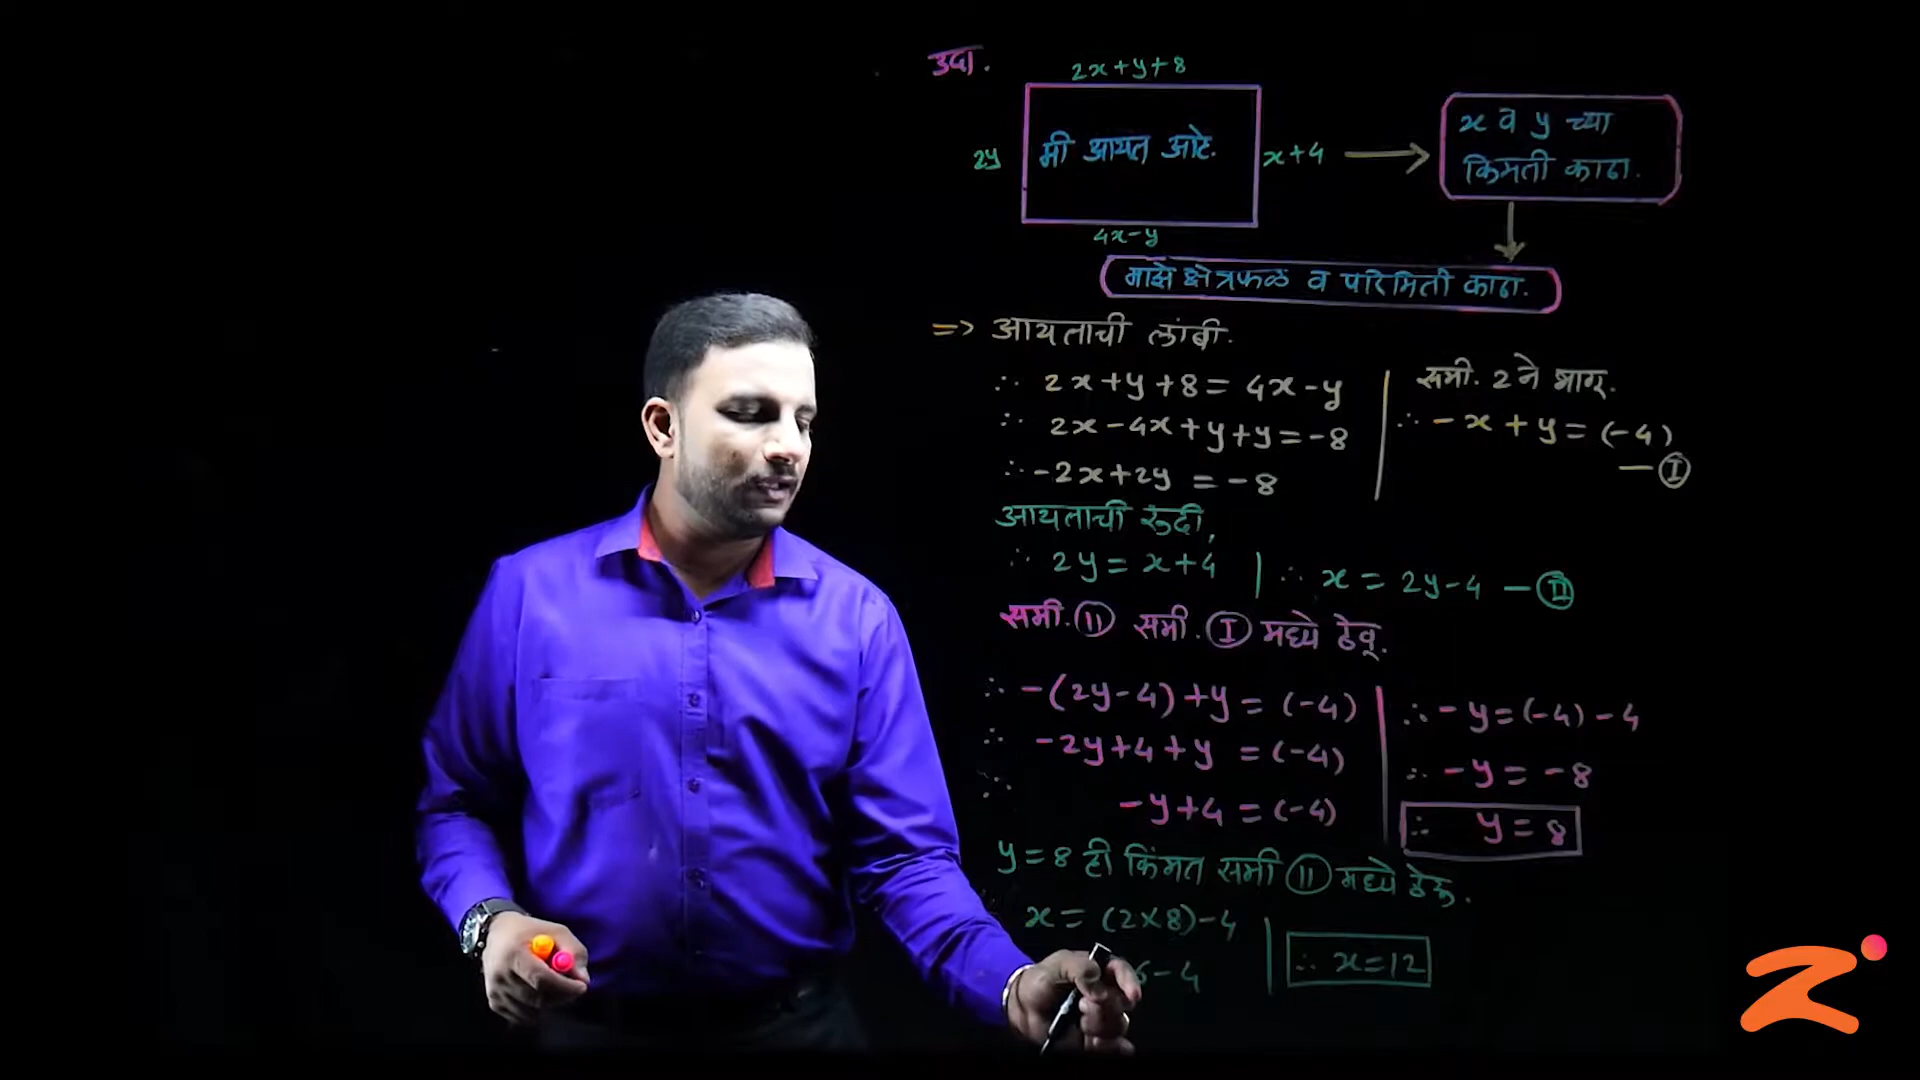 उदा.
2x+y+8
2y
मी आयत आहे.
x+4
4x-y
x व y च्या
किमती काढा.
माझे क्षेत्रफळ व परिमिती काढा.
=> आयताची लांबी.
∴ 2x+y+8 = 4x-y
∴ 2x-4x+y+y=-8
∴ -2x+2y = -8
समी. 2 ने भागू.
∴ -x+y=(-4)
— I
आयताची रुंदी,
∴ 2y = x+4 | ∴ x = 2y-4 — II
समी. II समी. I मध्ये ठेवू.
∴ -(2y-4)+y = (-4)
∴ -2y+4+y = (-4)
∴ -y+4 = (-4)
∴ -y=(-4)-4
∴ -y = -8
∴ y = 8
y=8 ही किंमत समी II मध्ये ठेऊ.
x = (2×8)-4
6-4
∴ x=12